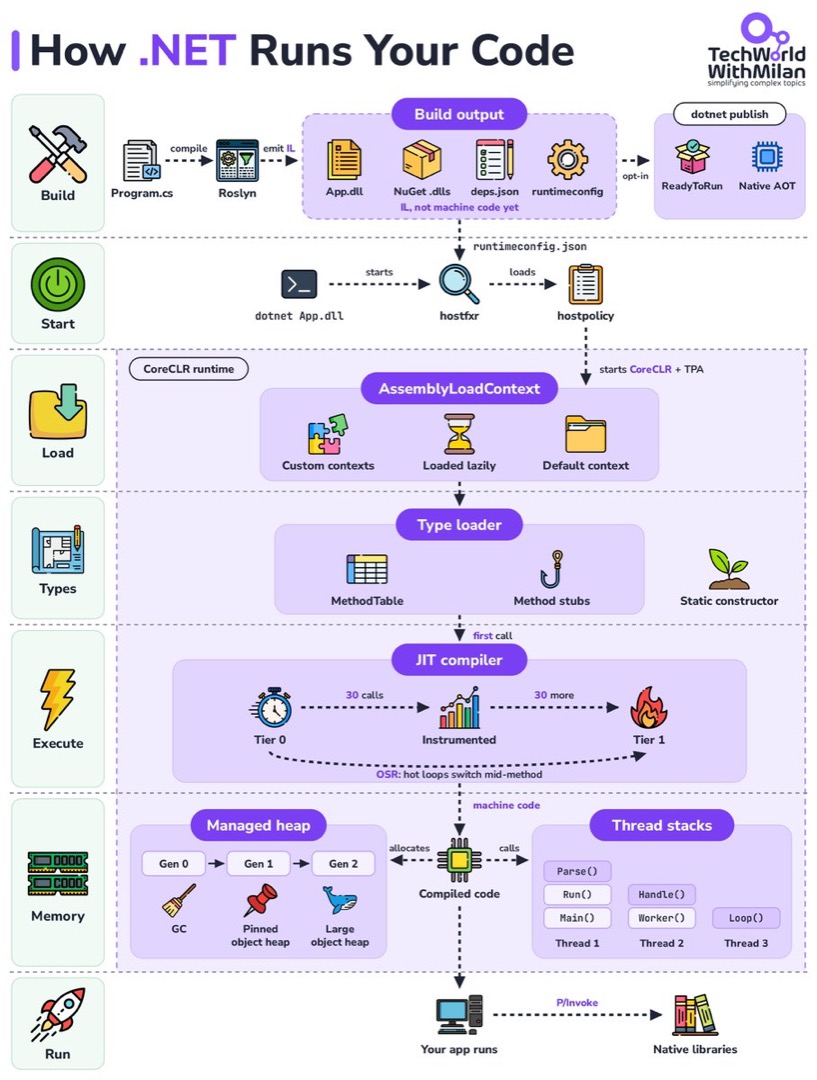 How .NET Runs Your Code
TechWorld
WithMilan
simplifying complex topics
Build
Program.cs
compile
Roslyn
emit IL
Build output
App.dll
NuGet .dlls
deps.json
runtimeconfig
IL, not machine code yet
opt-in
dotnet publish
ReadyToRun
Native AOT
runtimeconfig.json
Start
dotnet App.dll
starts
hostfxr
loads
hostpolicy
starts CoreCLR + TPA
CoreCLR runtime
Load
AssemblyLoadContext
Custom contexts
Loaded lazily
Default context
Types
Type loader
MethodTable
Method stubs
Static constructor
first call
Execute
JIT compiler
Tier 0
30 calls
Instrumented
30 more
Tier 1
OSR: hot loops switch mid-method
machine code
Memory
Managed heap
Gen 0
Gen 1
Gen 2
GC
Pinned
object heap
Large
object heap
allocates
Compiled code
calls
Thread stacks
Parse()
Run()
Main()
Thread 1
Handle()
Worker()
Thread 2
Loop()
Thread 3
Run
Your app runs
P/Invoke
Native libraries